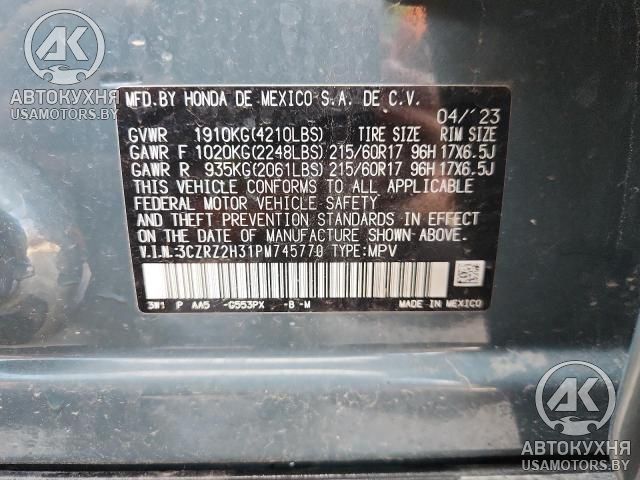 АК
АВТОКУХНЯ
USAMOTORS.BY
MFD.BY HONDA DE MEXICO S.A. DE C.V.
04/'23
GVWR 1910KG(4210LBS) TIRE SIZE RIM SIZE
GAWR F 1020KG(2248LBS) 215/60R17 96H 17X6.5J
GAWR R 935KG(2061LBS) 215/60R17 96H 17X6.5J
THIS VEHICLE CONFORMS TO ALL APPLICABLE
FEDERAL MOTOR VEHICLE SAFETY
AND THEFT PREVENTION STANDARDS IN EFFECT
ON THE DATE OF MANUFACTURE SHOWN ABOVE.
V.I.N.:3CZRZ2H31PM745770 TYPE:MPV
3W1 P AA5 -G553PX -B -M MADE IN MEXICO
АК
АВТОКУХНЯ
USAMOTORS.BY